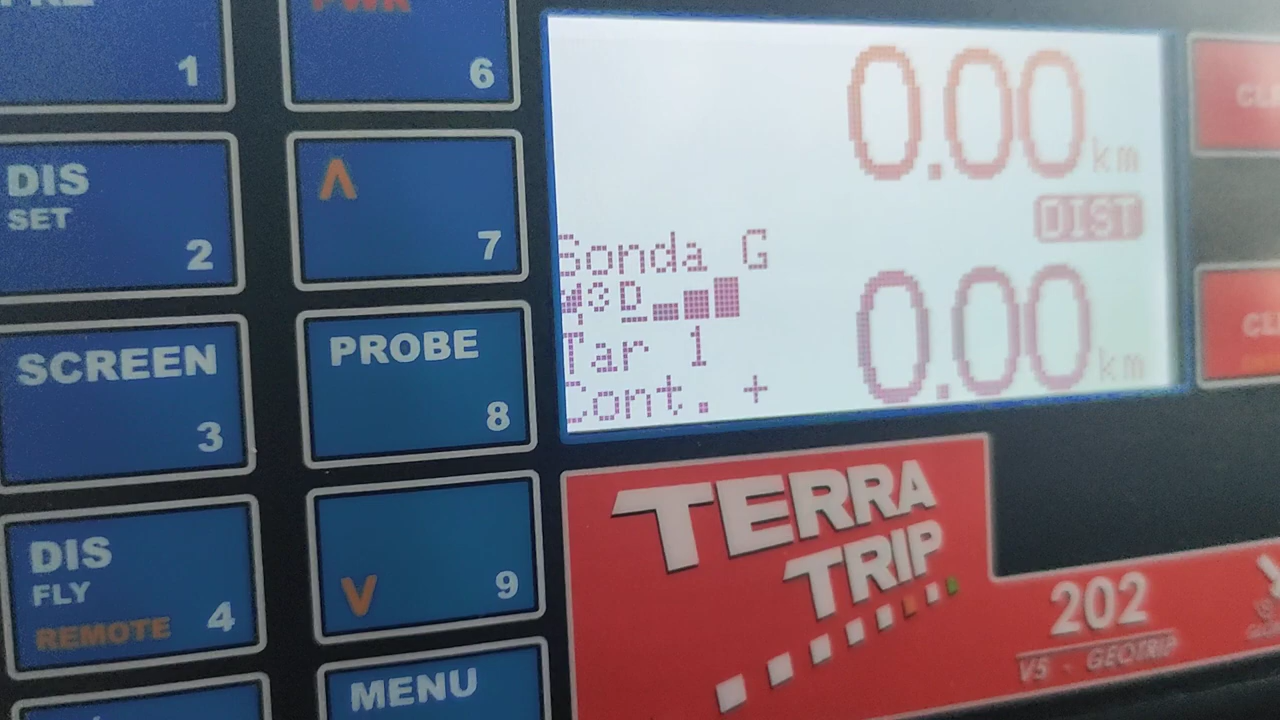 1
6
DIS
SET
2
Λ
7
SCREEN
3
PROBE
8
DIS
FLY
REMOTE
4
V
9
MENU
0.00 km
DIST
Sonda G
3D
Tar 1
Cont. +
0.00 km
TERRA
TRIP
202
V5 - GEOTRIP